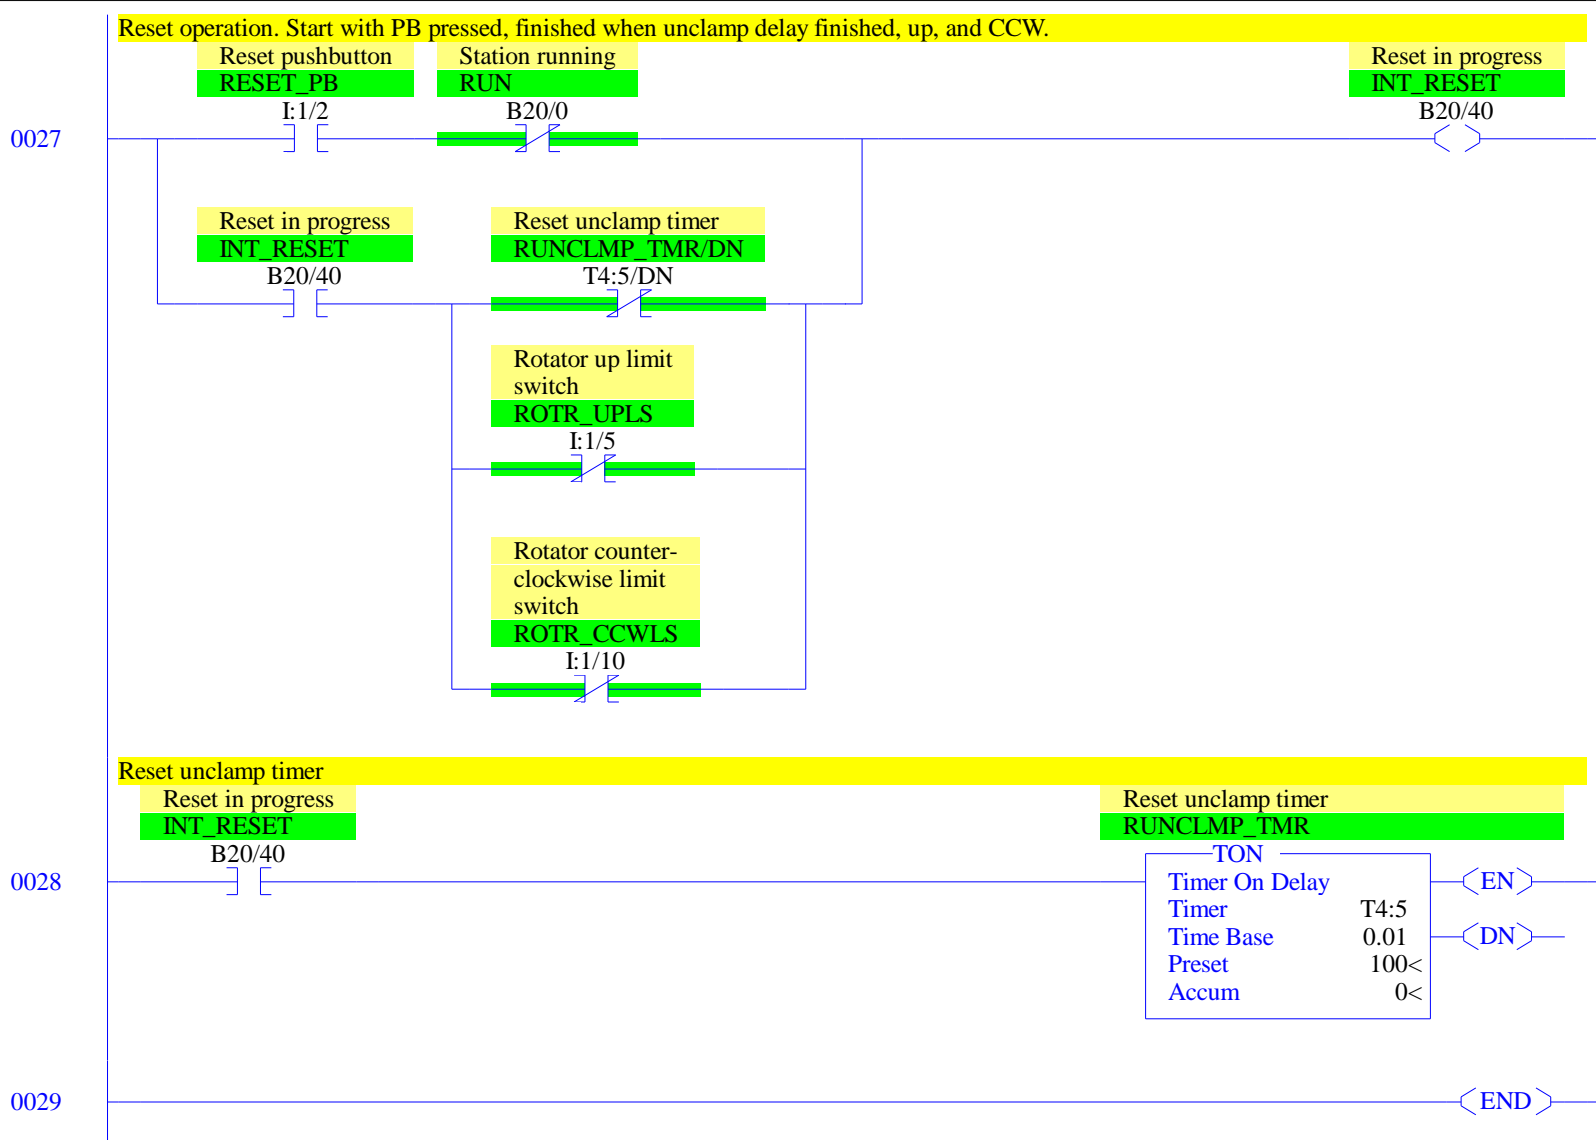 Reset operation. Start with PB pressed, finished when unclamp delay finished, up, and CCW.
Reset pushbutton
RESET_PB
I:1/2
Station running
RUN
B20/0
Reset in progress
INT_RESET
B20/40
0027
Reset in progress
INT_RESET
B20/40
Reset unclamp timer
RUNCLMP_TMR/DN
T4:5/DN
Rotator up limit
switch
ROTR_UPLS
I:1/5
Rotator counter-
clockwise limit
switch
ROTR_CCWLS
I:1/10
Reset unclamp timer
Reset in progress
INT_RESET
B20/40
0028
Reset unclamp timer
RUNCLMP_TMR
TON
Timer On Delay
Timer T4:5
Time Base 0.01
Preset 100<
Accum 0<
EN
DN
0029
END